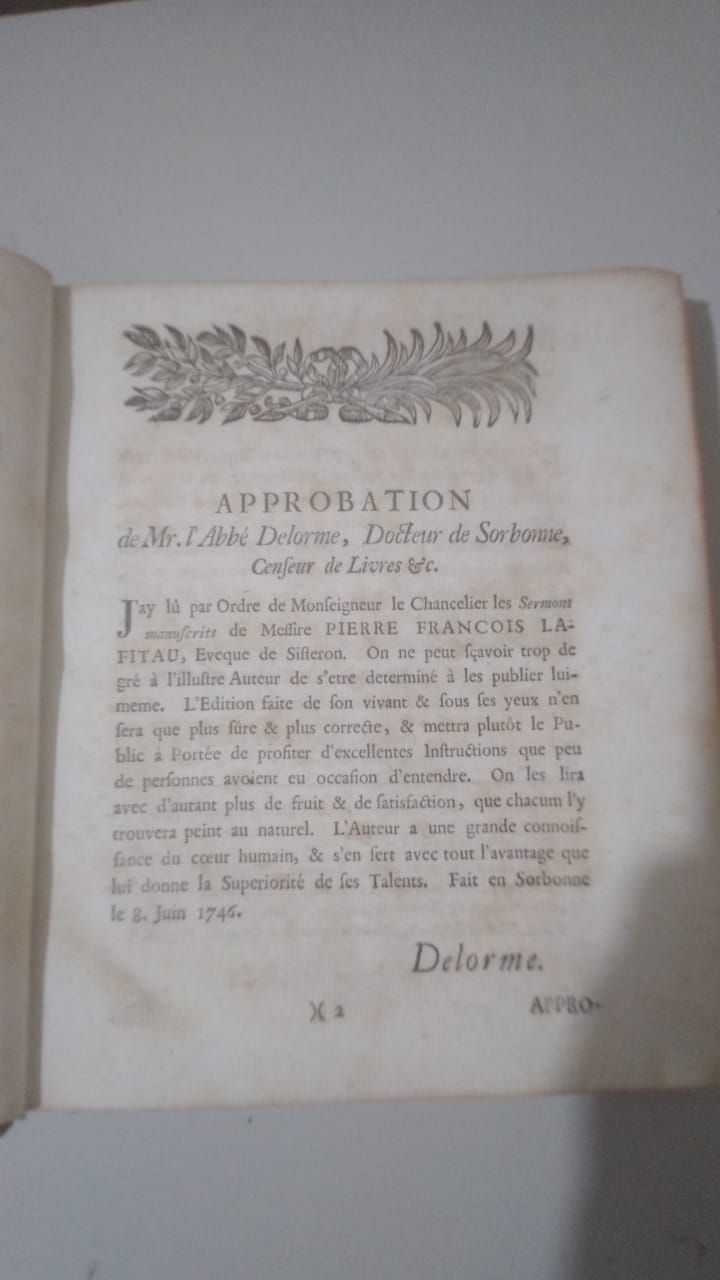 APPROBATION
de Mr. l'Abbé Delorme, Docteur de Sorbonne,
Cenſeur de Livres &c.
J'ay lû par Ordre de Monſeigneur le Chancelier les Sermons
manuſcrits de Meſſire PIERRE FRANCOIS LA-
FITAU, Eveque de Siſteron. On ne peut ſçavoir trop de
gré à l'illuſtre Auteur de s'etre determiné à les publier lui-
meme. L'Edition faite de ſon vivant & ſous ſes yeux n'en
ſera que plus ſûre & plus correcte, & mettra plutôt le Pu-
blic à Portée de profiter d'excellentes Inſtructions que peu
de perſonnes avoient eu occaſion d'entendre. On les lira
avec d'autant plus de fruit & de ſatisfaction, que chacum l'y
trouvera peint au naturel. L'Auteur a une grande connoiſ-
ſance du cœur humain, & s'en ſert avec tout l'avantage que
lui donne la Superiorité de ſes Talents. Fait en Sorbonne
le 8. Juin 1746.
Delorme.
)( 2
APPRO-